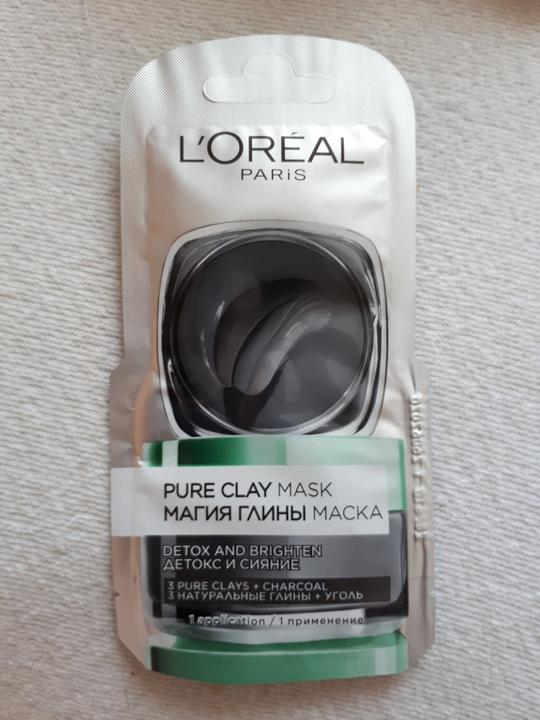 L'ORÉAL
PARiS
PURE CLAY MASK
МАГИЯ ГЛИНЫ МАСКА
DETOX AND BRIGHTEN
ДЕТОКС И СИЯНИЕ
3 PURE CLAYS + CHARCOAL
3 НАТУРАЛЬНЫЕ ГЛИНЫ + УГОЛЬ
1 application / 1 применение